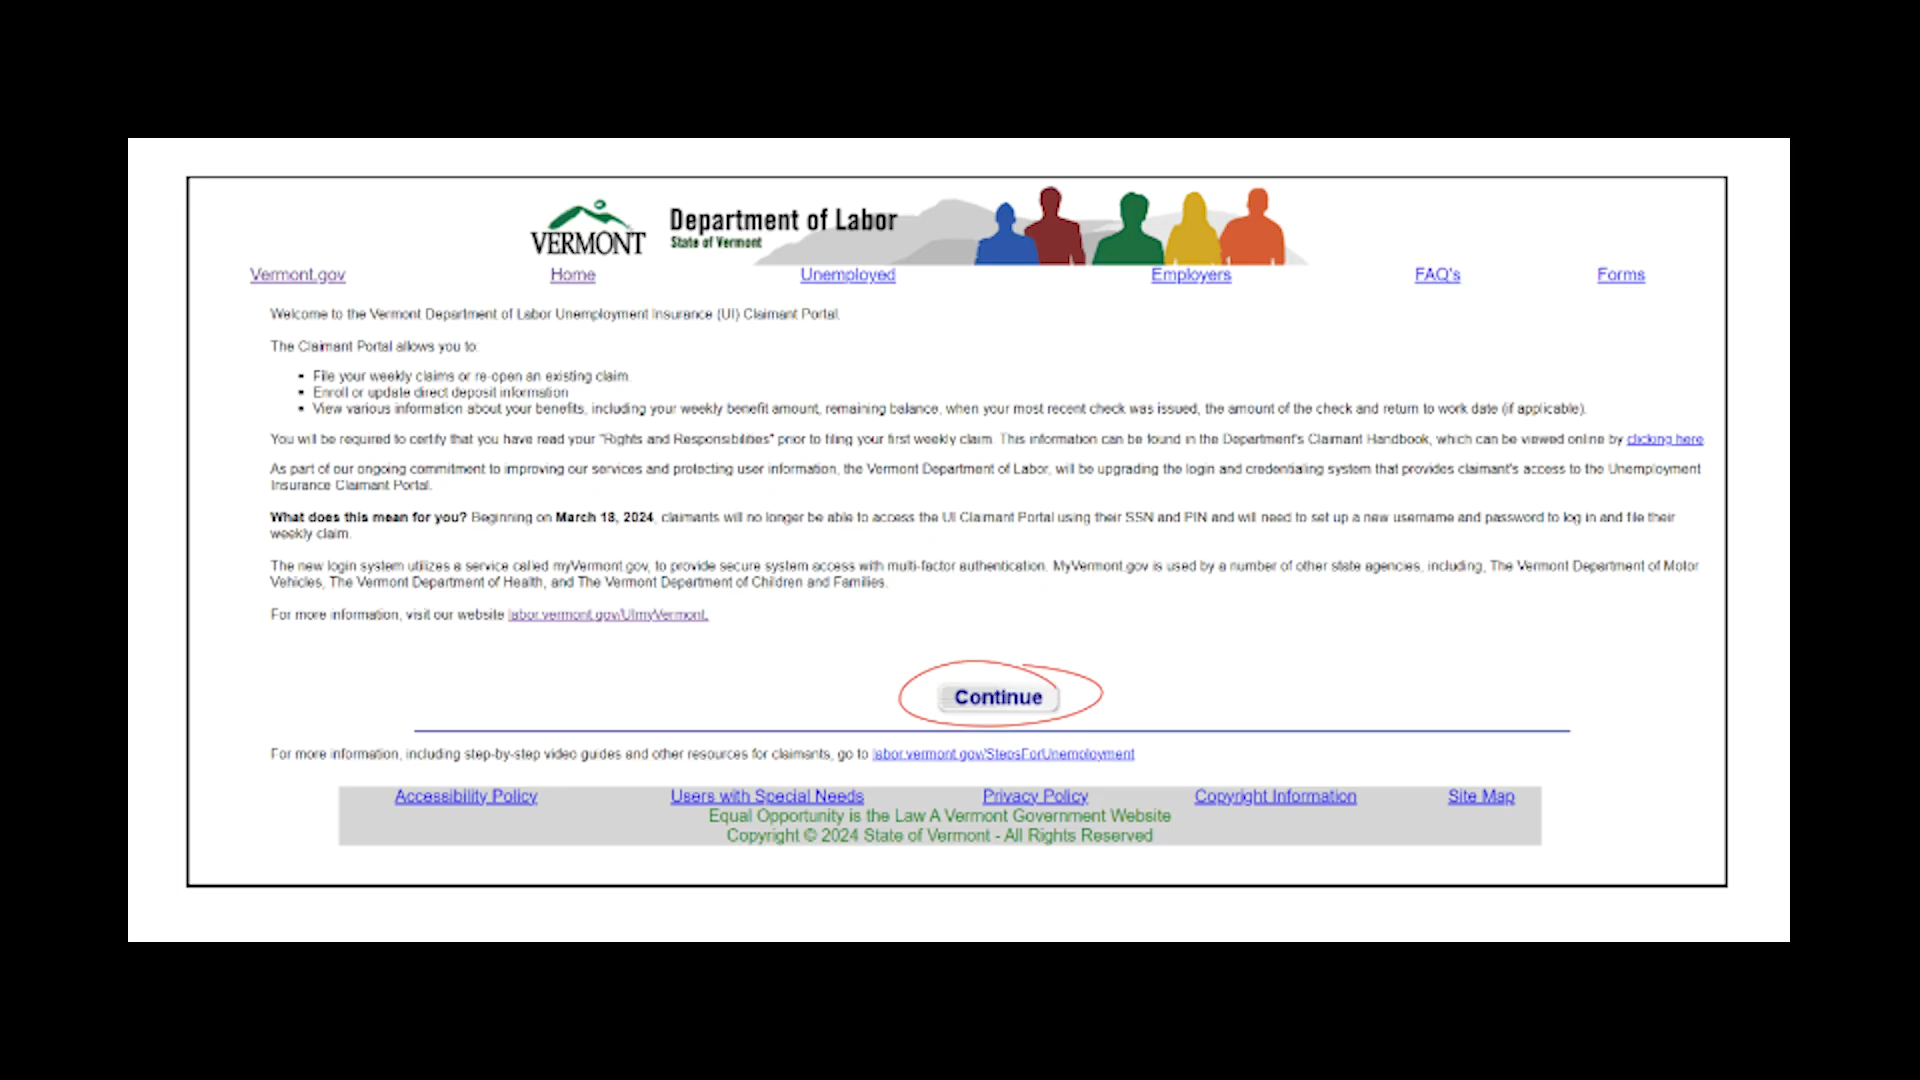 VERMONT
Department of Labor
State of Vermont
Vermont.gov Home Unemployed Employers FAQ's Forms
Welcome to the Vermont Department of Labor Unemployment Insurance (UI) Claimant Portal.
The Claimant Portal allows you to:
▪ File your weekly claims or re-open an existing claim.
▪ Enroll or update direct deposit information
▪ View various information about your benefits, including your weekly benefit amount, remaining balance, when your most recent check was issued, the amount of the check and return to work date (if applicable).
You will be required to certify that you have read your "Rights and Responsibilities" prior to filing your first weekly claim. This information can be found in the Department's Claimant Handbook, which can be viewed online by clicking here
As part of our ongoing commitment to improving our services and protecting user information, the Vermont Department of Labor, will be upgrading the login and credentialing system that provides claimant's access to the Unemployment
Insurance Claimant Portal.
What does this mean for you? Beginning on March 18, 2024, claimants will no longer be able to access the UI Claimant Portal using their SSN and PIN and will need to set up a new username and password to log in and file their
weekly claim.
The new login system utilizes a service called myVermont.gov, to provide secure system access with multi-factor authentication. MyVermont.gov is used by a number of other state agencies, including, The Vermont Department of Motor
Vehicles, The Vermont Department of Health, and The Vermont Department of Children and Families.
For more information, visit our website labor.vermont.gov/UImyVermont.
Continue
For more information, including step-by-step video guides and other resources for claimants, go to labor.vermont.gov/StepsForUnemployment
Accessibility Policy Users with Special Needs Privacy Policy Copyright Information Site Map
Equal Opportunity is the Law A Vermont Government Website
Copyright © 2024 State of Vermont - All Rights Reserved